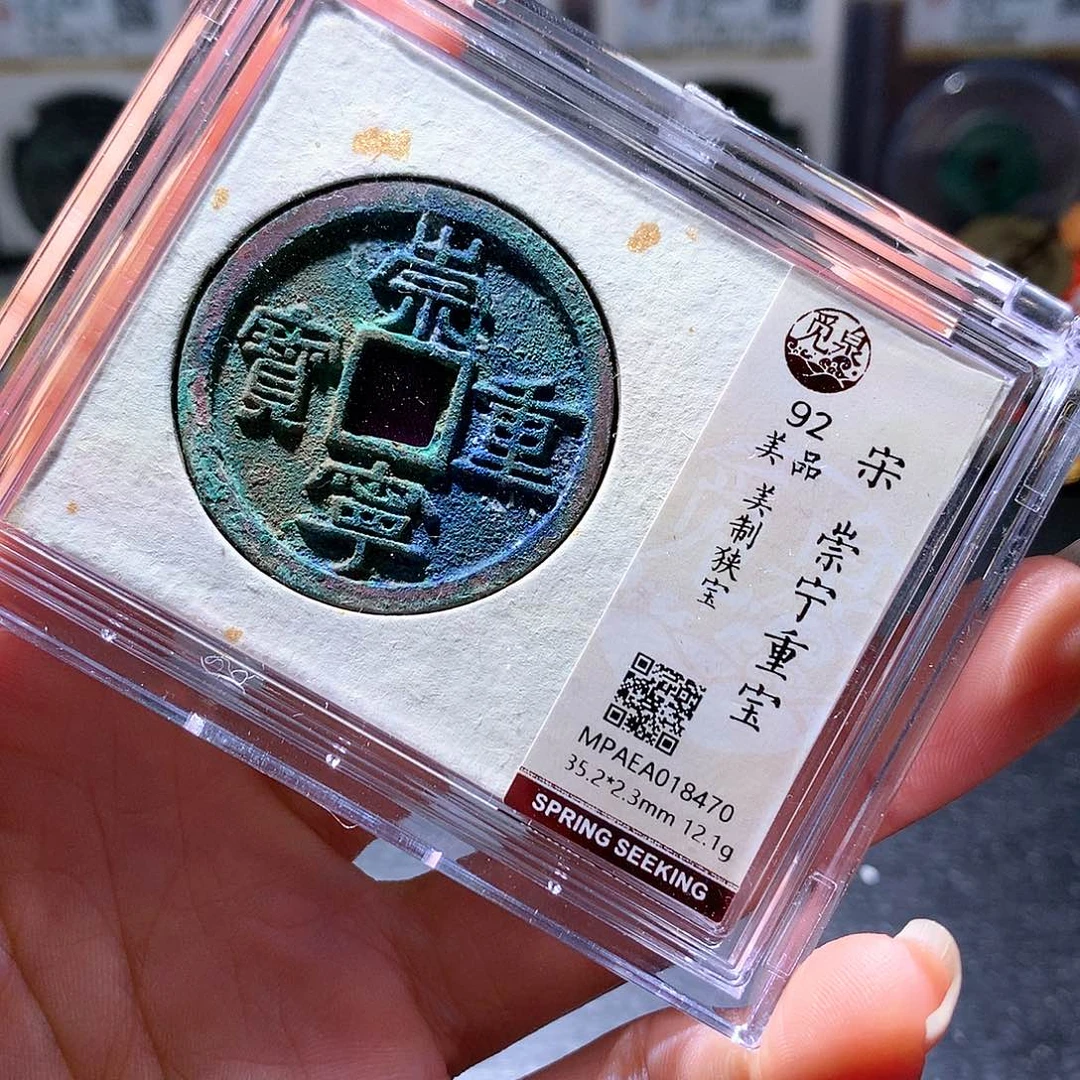 崇
重
寧
寶
觅泉
92
美品
美制狭宝
宋
崇宁重宝
MPAEA018470
35.2*2.3mm 12.1g
SPRING SEEKING